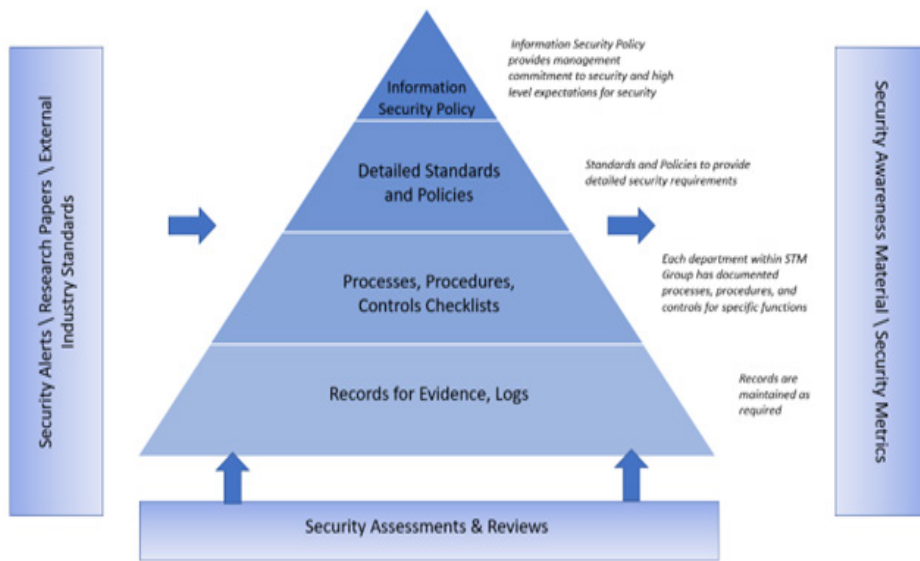 Security Alerts \ Research Papers \ External
Industry Standards
Information
Security Policy
Information Security Policy
provides management
commitment to security and high
level expectations for security
Detailed Standards
and Policies
Standards and Policies to provide
detailed security requirements
Processes, Procedures,
Controls Checklists
Each department within STM
Group has documented
processes, procedures, and
controls for specific functions
Records for Evidence, Logs
Records are
maintained as
required
Security Awareness Material \ Security Metrics
Security Assessments & Reviews